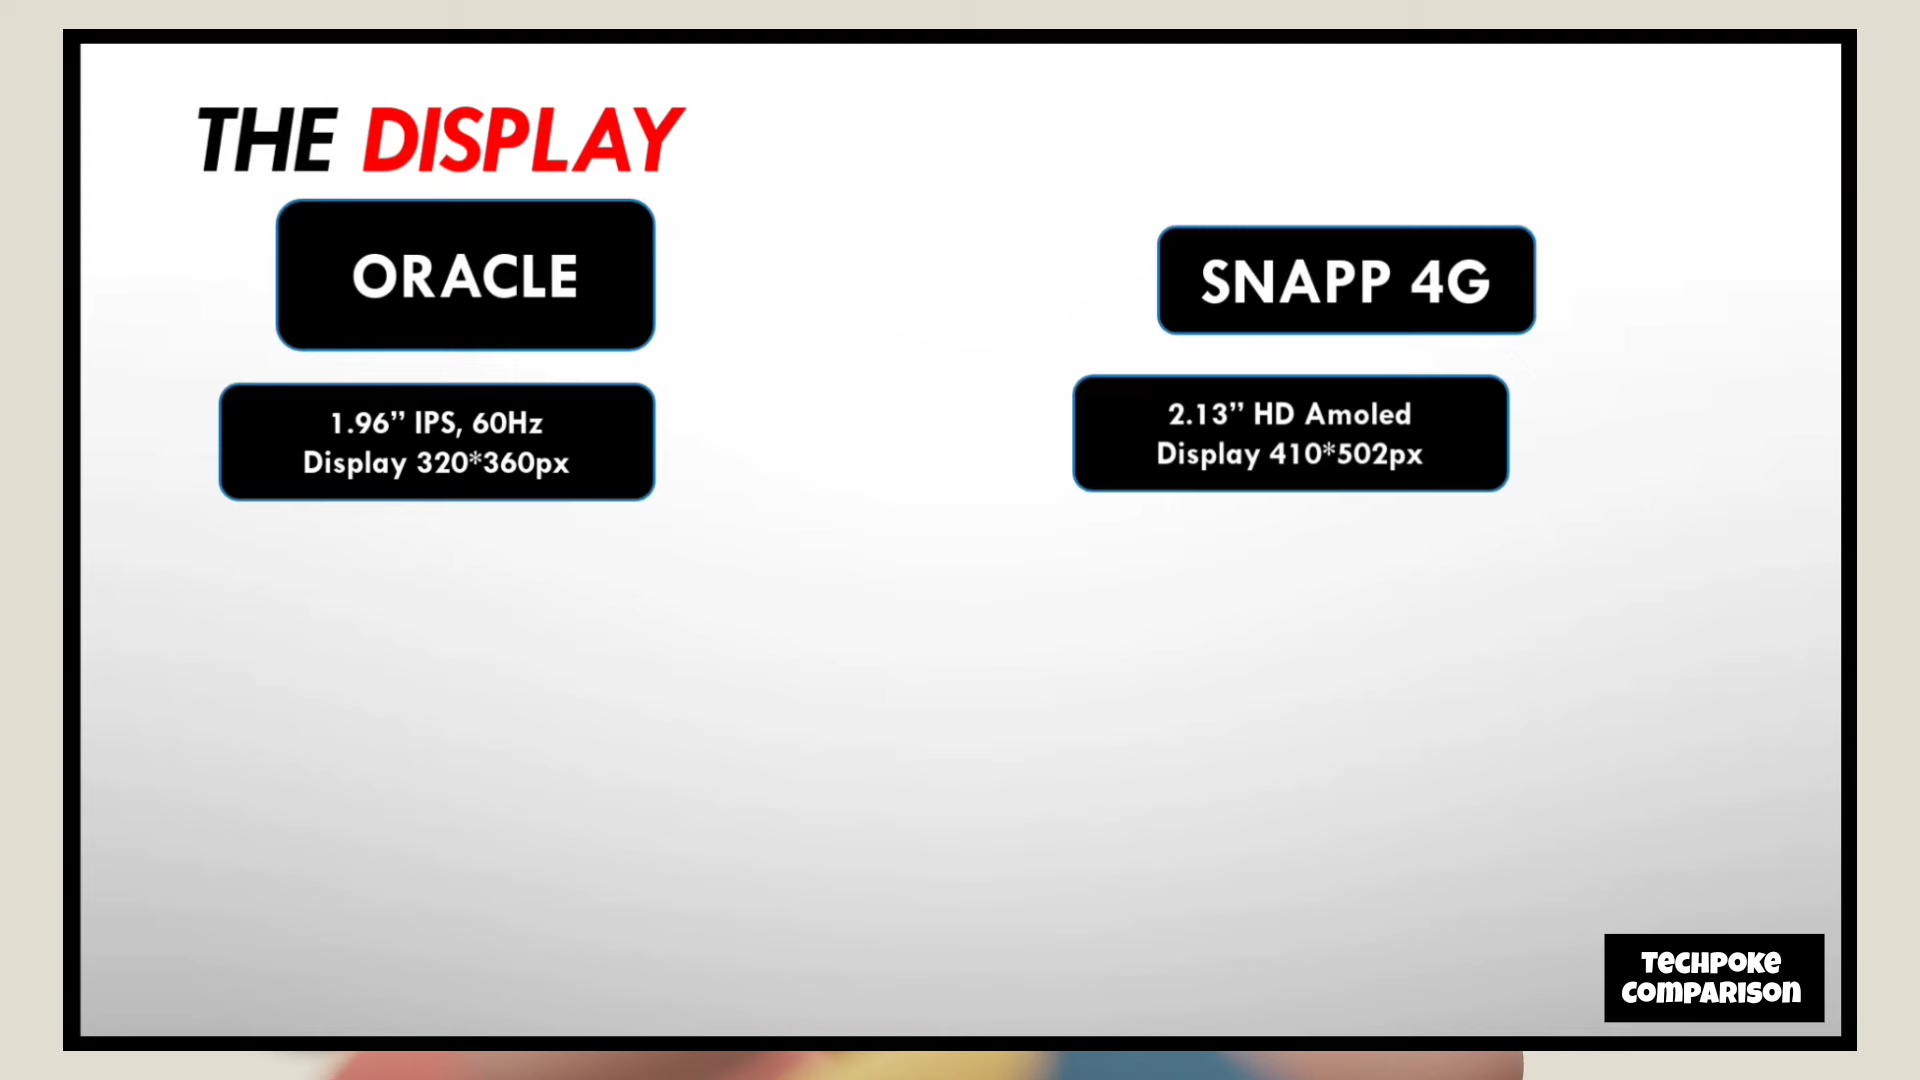 THE DISPLAY
ORACLE
1.96” IPS, 60Hz
Display 320*360px
SNAPP 4G
2.13” HD Amoled
Display 410*502px
TECHPOKE
COMPARISON